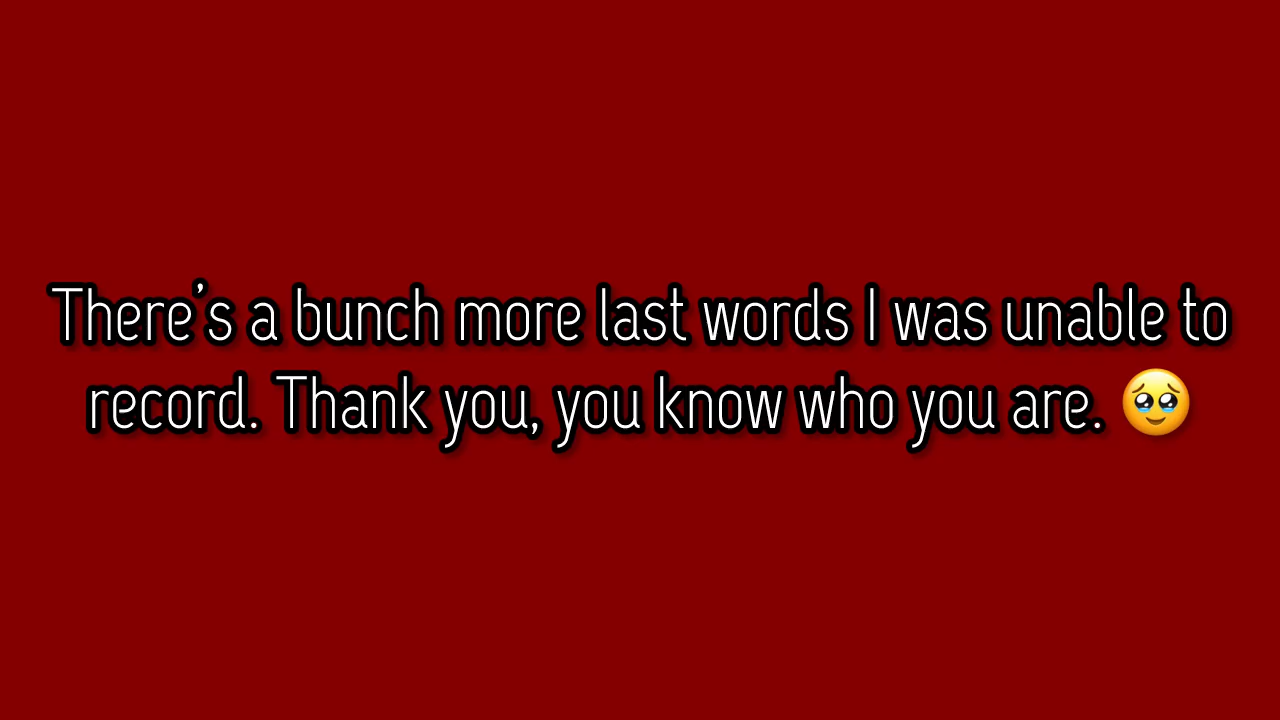 There’s a bunch more last words I was unable to
record. Thank you, you know who you are. 🥹